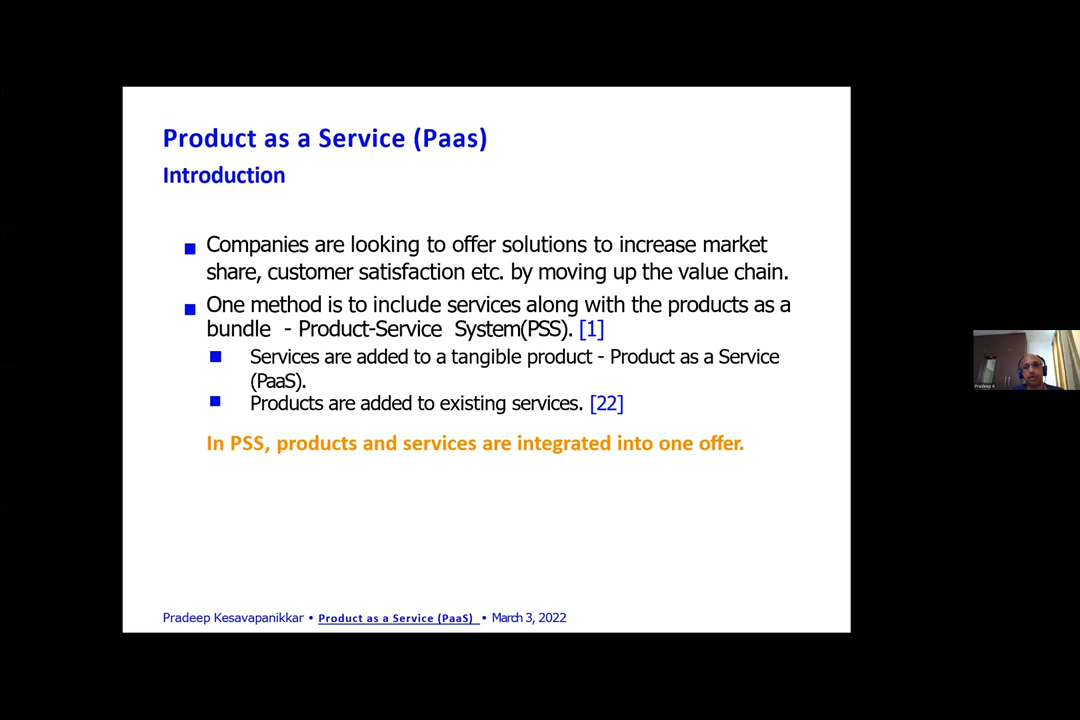 Product as a Service (Paas)
Introduction
Companies are looking to offer solutions to increase market
share, customer satisfaction etc. by moving up the value chain.
One method is to include services along with the products as a
bundle - Product-Service System(PSS). [1]
Services are added to a tangible product - Product as a Service
(PaaS).
Products are added to existing services. [22]
In PSS, products and services are integrated into one offer.
Pradeep Kesavapanikkar • Product as a Service (PaaS) • March 3, 2022
Pradeep K